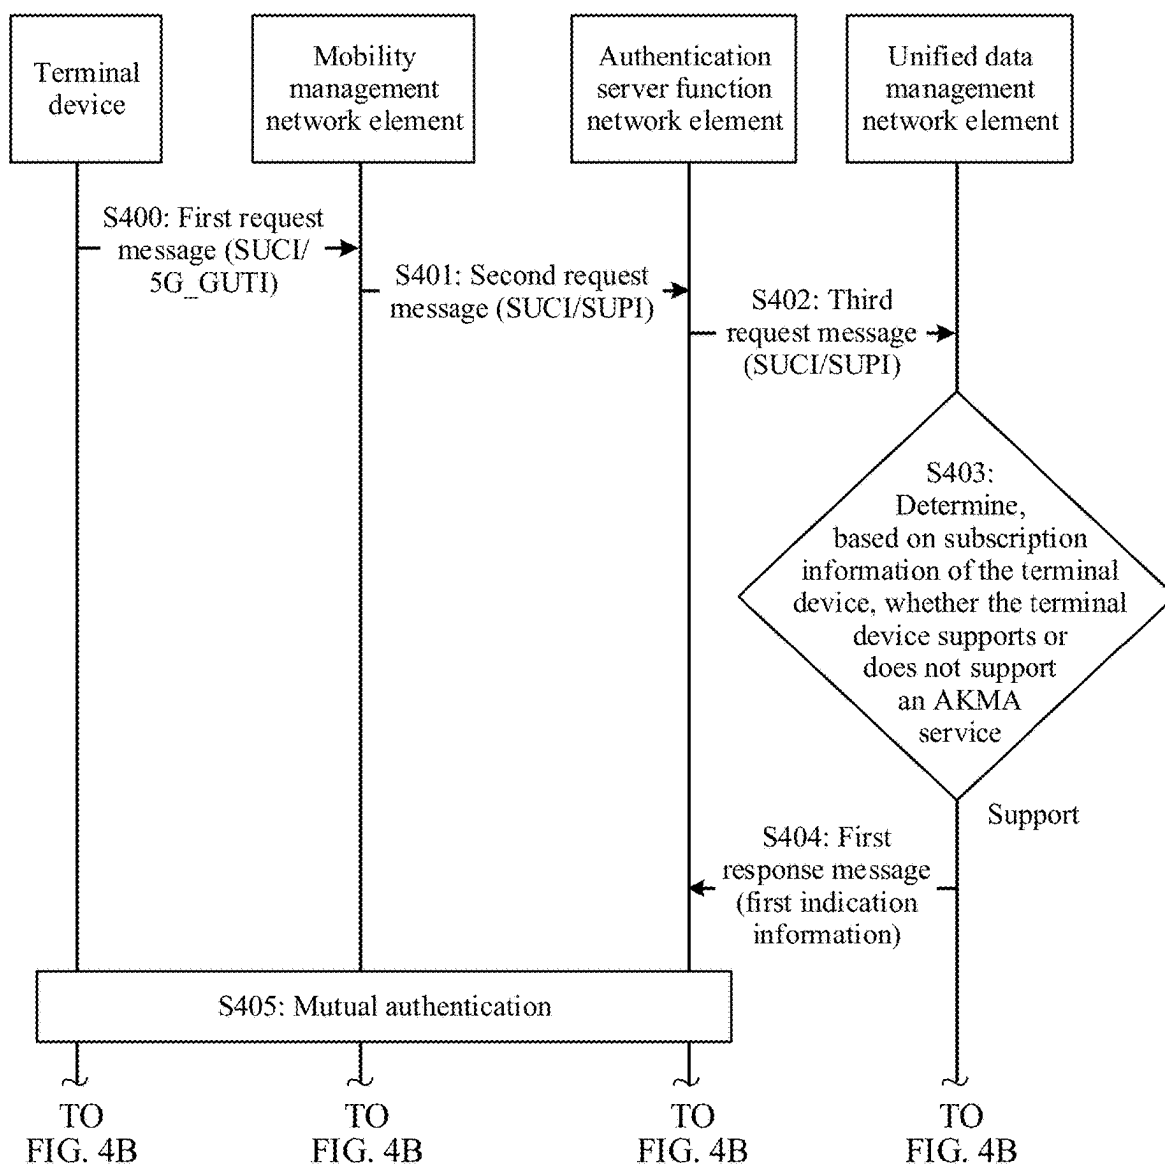 Terminal
device
Mobility
management
network element
Authentication
server function
network element
Unified data
management
network element
S400: First request
message (SUCI/
5G_GUTI)
S401: Second request
message (SUCI/SUPI)
S402: Third
request message
(SUCI/SUPI)
S403:
Determine,
based on subscription
information of the terminal
device, whether the terminal
device supports or
does not support
an AKMA
service
Support
S404: First
response message
(first indication
information)
S405: Mutual authentication
TO
FIG. 4B
TO
FIG. 4B
TO
FIG. 4B
TO
FIG. 4B